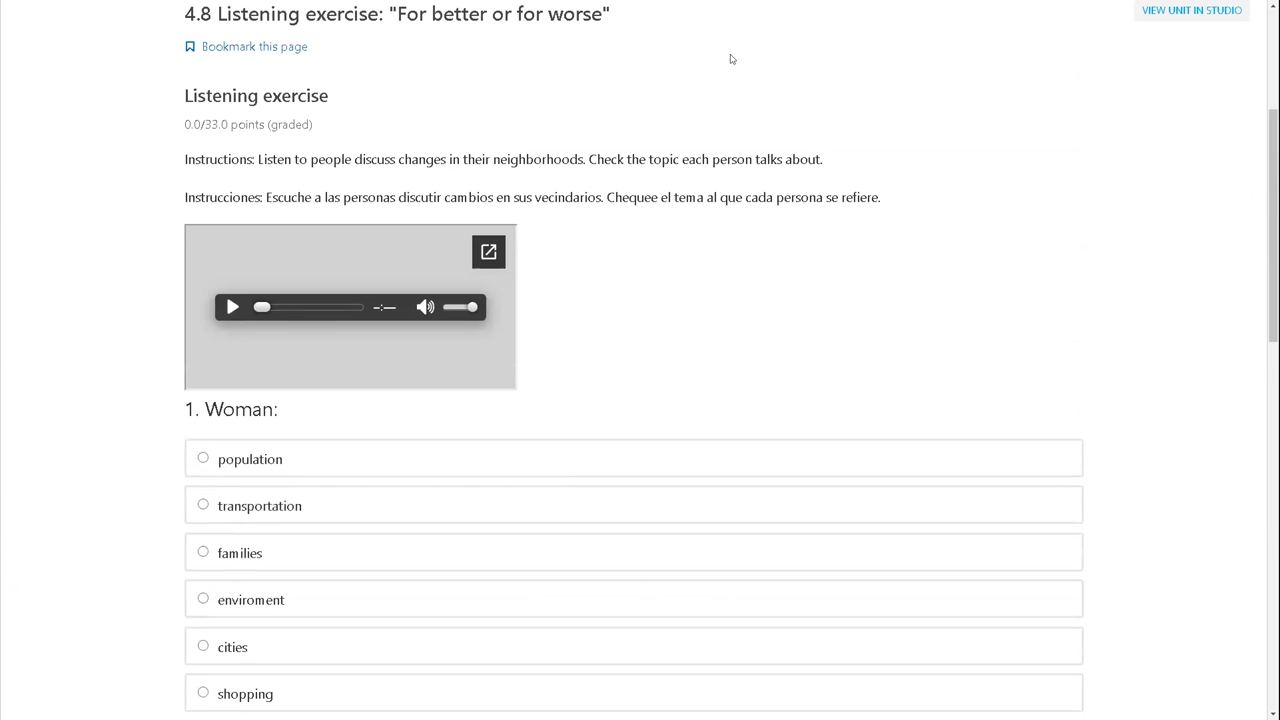 4.8 Listening exercise: "For better or for worse"
VIEW UNIT IN STUDIO
Bookmark this page
Listening exercise
0.0/33.0 points (graded)
Instructions: Listen to people discuss changes in their neighborhoods. Check the topic each person talks about.
Instrucciones: Escuche a las personas discutir cambios en sus vecindarios. Chequee el tema al que cada persona se refiere.
-:--
1. Woman:
population
transportation
families
enviroment
cities
shopping